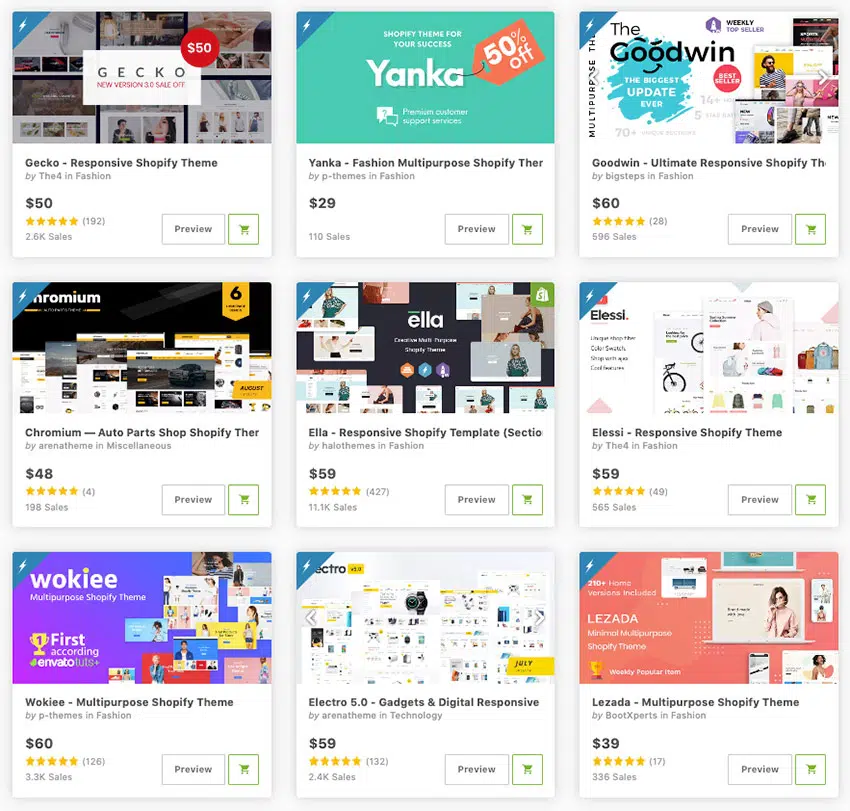 $50
GECKO
NEW VERSION 3.0 SALE OFF
Gecko - Responsive Shopify Theme
by The4 in Fashion
$50
(192)
2.6K Sales
Preview
SHOPIFY THEME FOR
YOUR SUCCESS
Yanka
50%
off
Premium customer
support services
Yanka - Fashion Multipurpose Shopify Ther
by p-themes in Fashion
$29
110 Sales
Preview
MULTIPURPOSE THE
The
Goodwin
WEEKLY
TOP SELLER
BEST
SELLER
THE BIGGEST
UPDATE
EVER
14+
70+ UNIQUE SECTIONS
Goodwin - Ultimate Responsive Shopify Th
by bigsteps in Fashion
$60
(28)
596 Sales
Preview
hromium
AUTO PARTS THEME
6
AUGUST
Chromium — Auto Parts Shop Shopify Ther
by arenatheme in Miscellaneous
$48
(4)
198 Sales
Preview
ella
Creative Multi-Purpose
Shopify Theme
Ella - Responsive Shopify Template (Sectio
by halothemes in Fashion
$59
(427)
11.1K Sales
Preview
Elessi.
Unique shop filter
Color Swatch,
Shop with ajax
Cool features
Elessi - Responsive Shopify Theme
by The4 in Fashion
$59
(49)
565 Sales
Preview
wokiee
Multipurpose Shopify Theme
First
according
envatotuts+
Wokiee - Multipurpose Shopify Theme
by p-themes in Fashion
$60
(126)
3.3K Sales
Preview
ectro v5.0
JULY
Electro 5.0 - Gadgets & Digital Responsive
by arenatheme in Technology
$59
(132)
2.4K Sales
Preview
210+ Home
Versions Included
LEZADA
Minimal Multipurpose
Shopify Theme
Weekly Popular Item
Lezada - Multipurpose Shopify Theme
by BootXperts in Fashion
$39
(17)
336 Sales
Preview